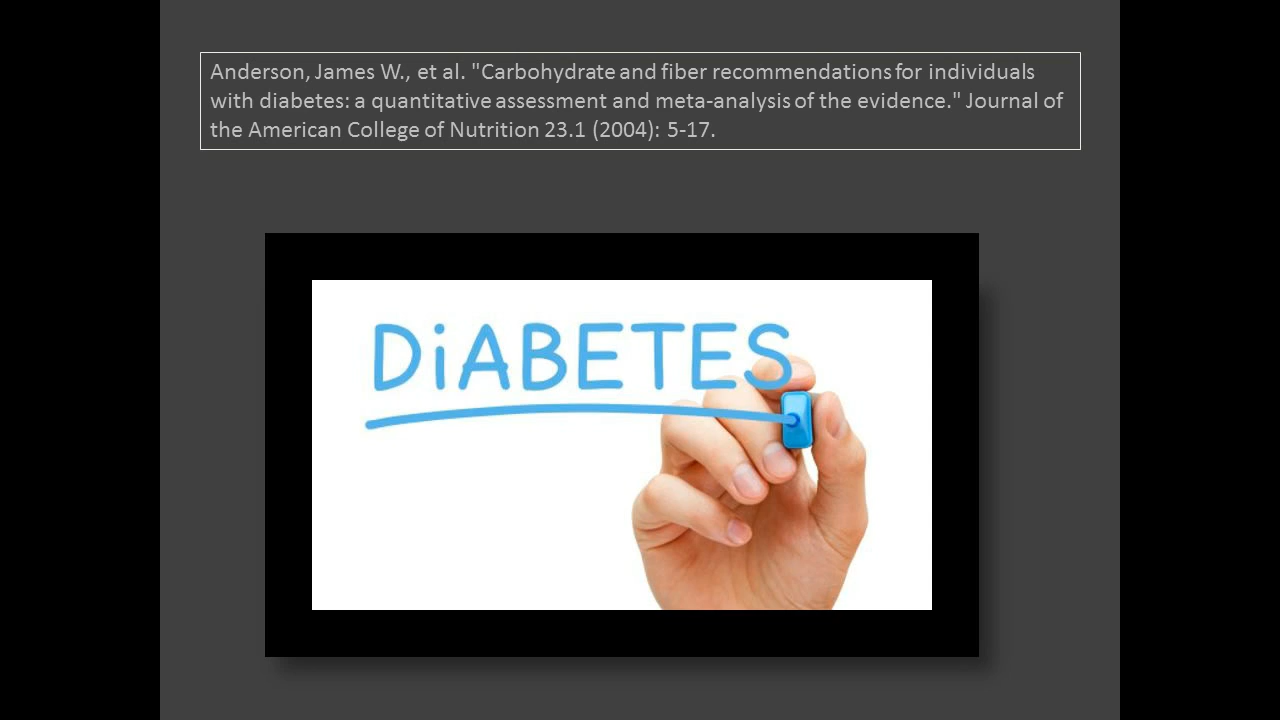 Anderson, James W., et al. "Carbohydrate and fiber recommendations for individuals
with diabetes: a quantitative assessment and meta-analysis of the evidence." Journal of
the American College of Nutrition 23.1 (2004): 5-17.
DiABETES